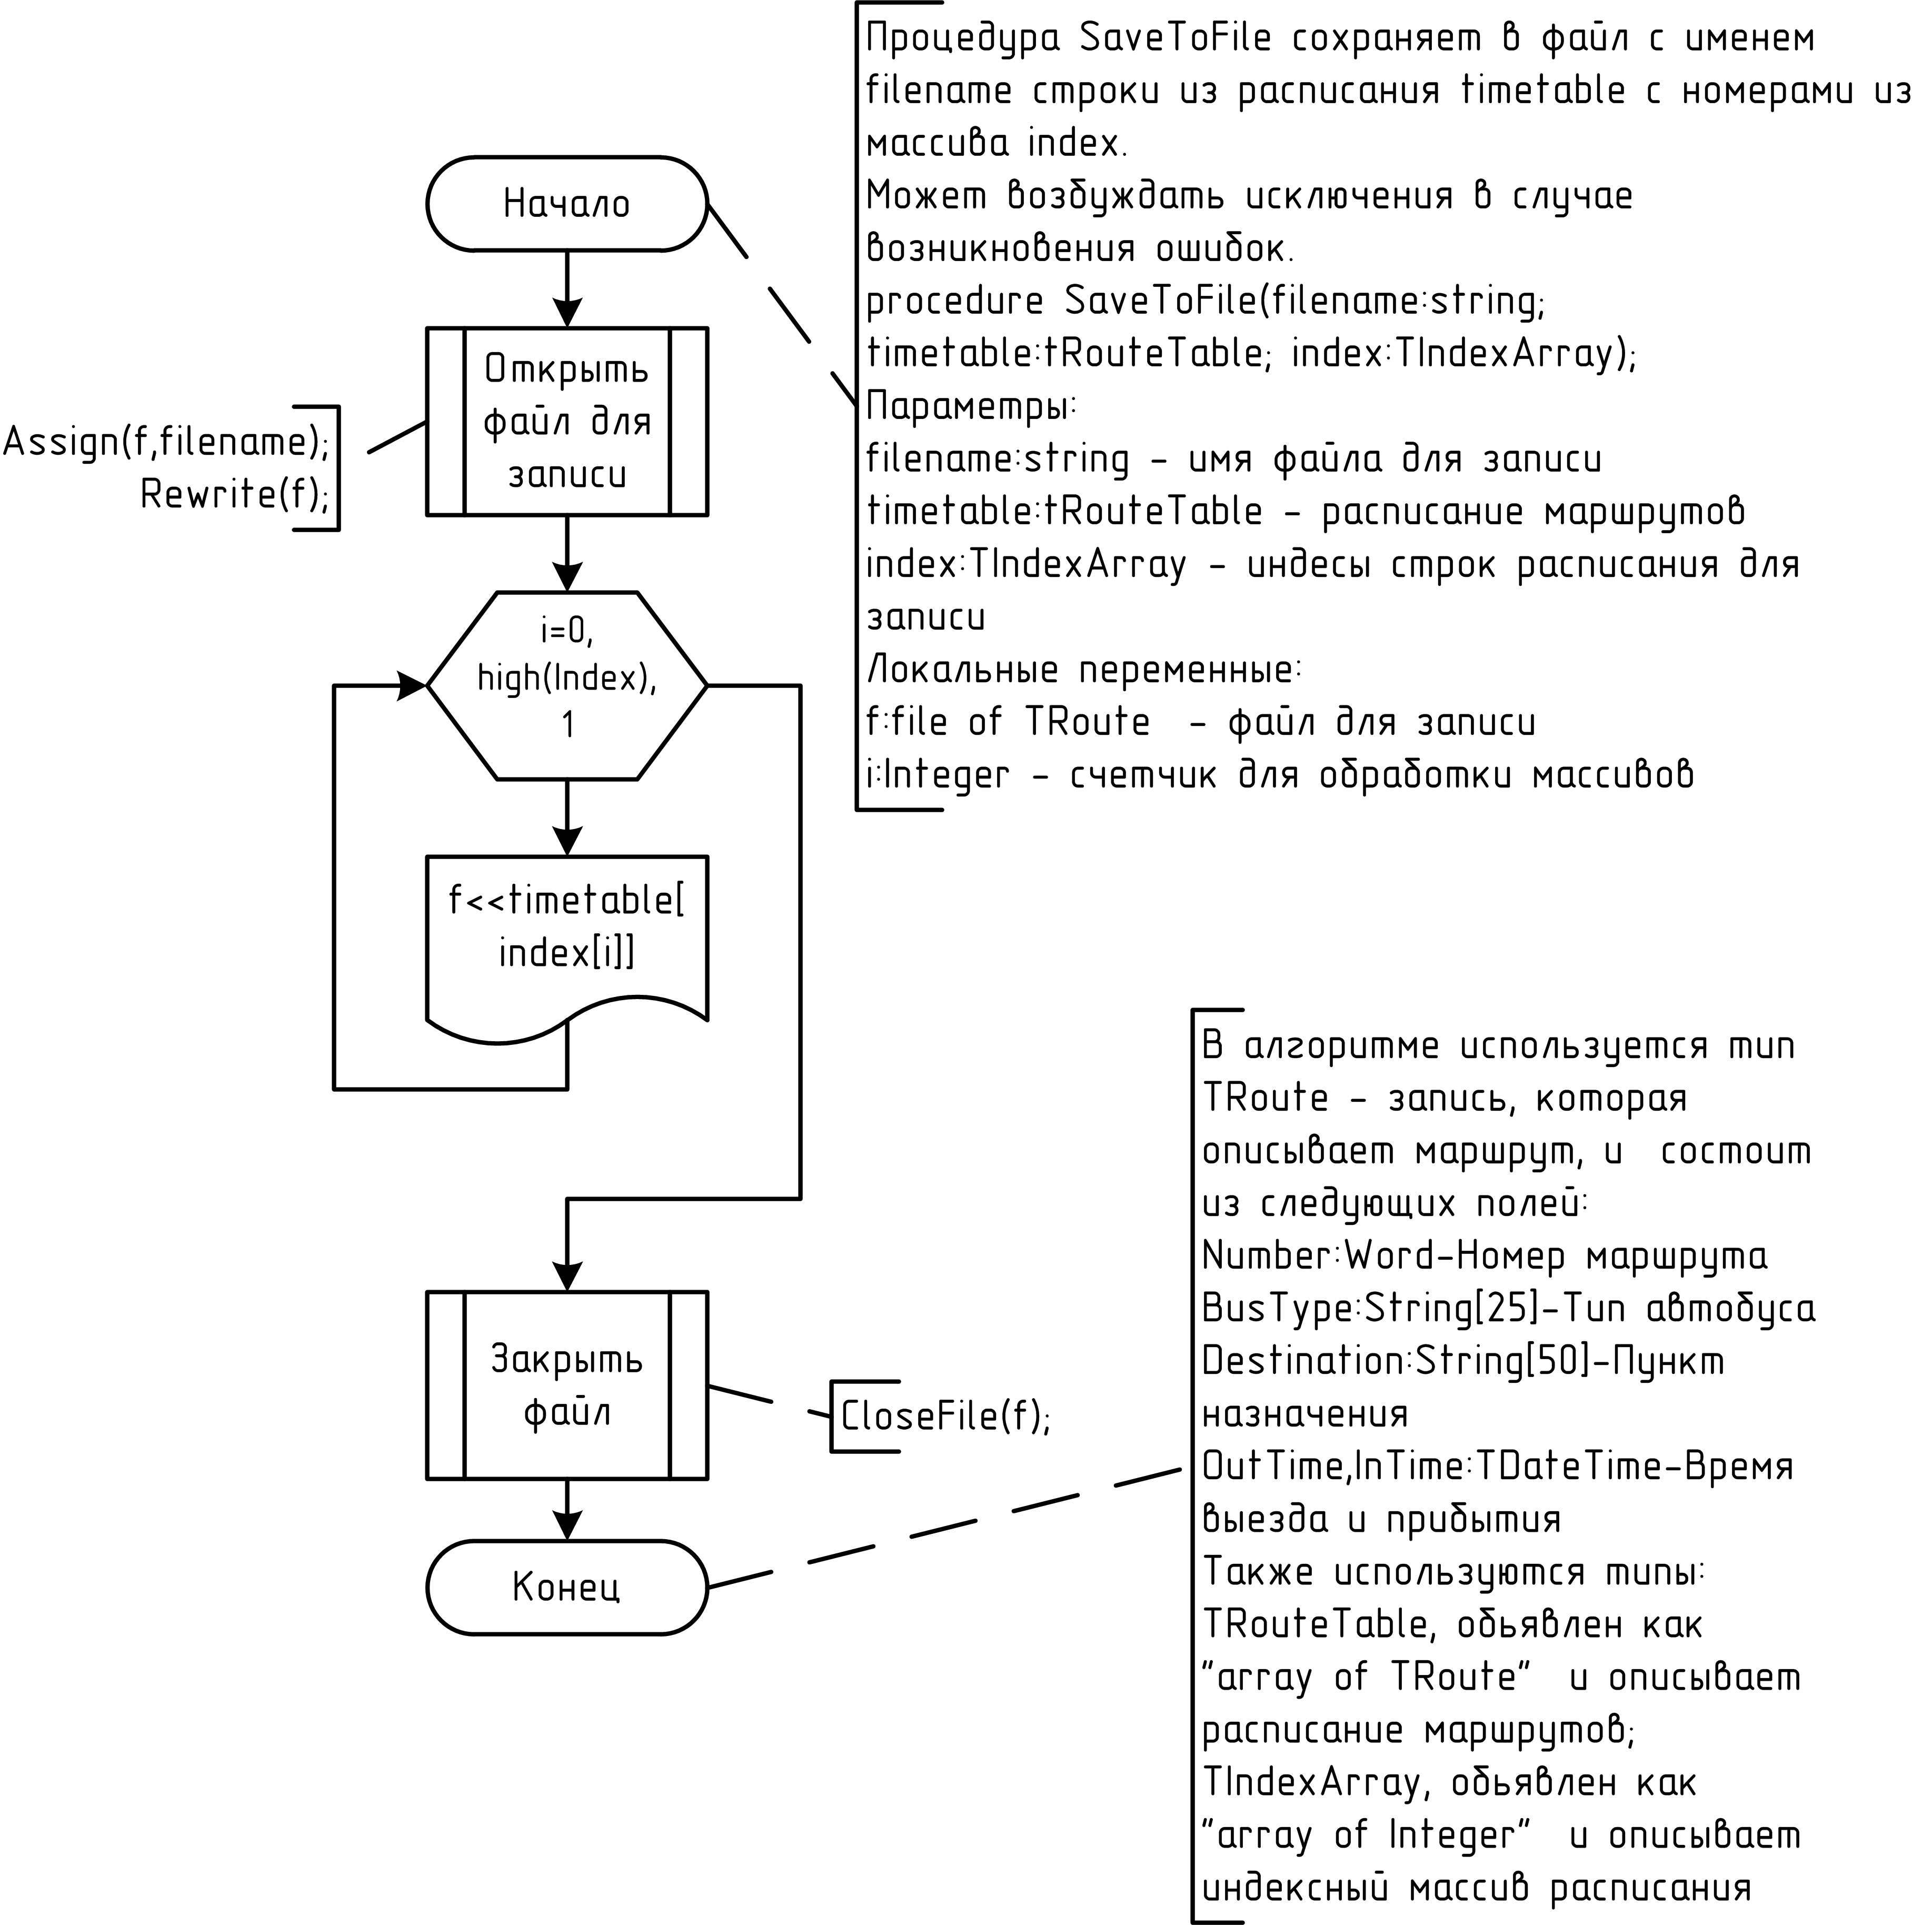 Процедура SaveToFile сохраняет в файл с именем
filename строки из расписания timetable с номерами из
массива index.
Может возбуждать исключения в случае
возникновения ошибок.
procedure SaveToFile(filename:string;
timetable:tRouteTable; index:TIndexArray);
Параметры:
filename:string – имя файла для записи
timetable:tRouteTable – расписание маршрутов
index:TIndexArray – индесы строк расписания для
записи
Локальные переменные:
f:file of TRoute – файл для записи
i:Integer – счетчик для обработки массивов
Начало
Открыть
файл для
записи
Assign(f,filename);
Rewrite(f);
i=0,
high(Index),
1
f<<timetable[
index[i]]
Закрыть
файл
CloseFile(f);
Конец
В алгоритме используется тип
TRoute – запись, которая
описывает маршрут, и состоит
из следующих полей:
Number:Word-Номер маршрута
BusType:String[25]-Тип автобуса
Destination:String[50]-Пункт
назначения
OutTime,InTime:TDateTime-Время
выезда и прибытия
Также используются типы:
TRouteTable, обьявлен как
"array of TRoute" и описывает
расписание маршрутов;
TIndexArray, обьявлен как
"array of Integer" и описывает
индексный массив расписания